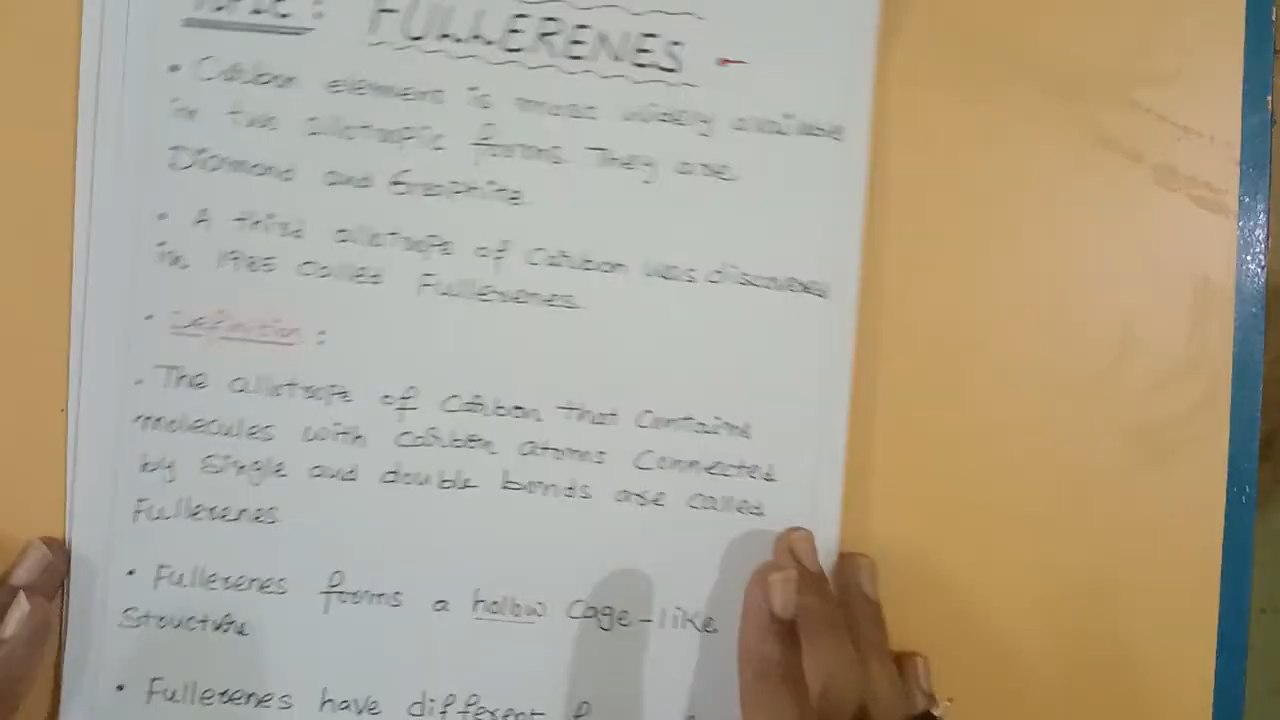 TOPIC : FULLERENES -
• Carbon element is most widely available
in two allotropic forms They are
Diamond and Graphite
• A third allotrope of Carbon was discovered
in 1985 called Fullerenes
• Definition :
• The allotrope of Carbon that Contains
molecules with carbon atoms Connected
by Single and double bonds are called
Fullerenes
• Fullerenes forms a hollow Cage-like
Structure
• Fullerenes have different